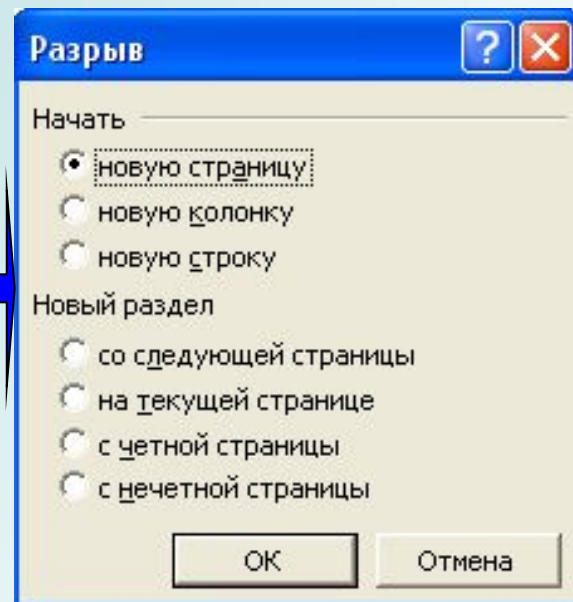 Разрыв
Начать
новую страницу
новую колонку
новую строку
Новый раздел
со следующей страницы
на текущей странице
с четной страницы
с нечетной страницы
ОК Отмена